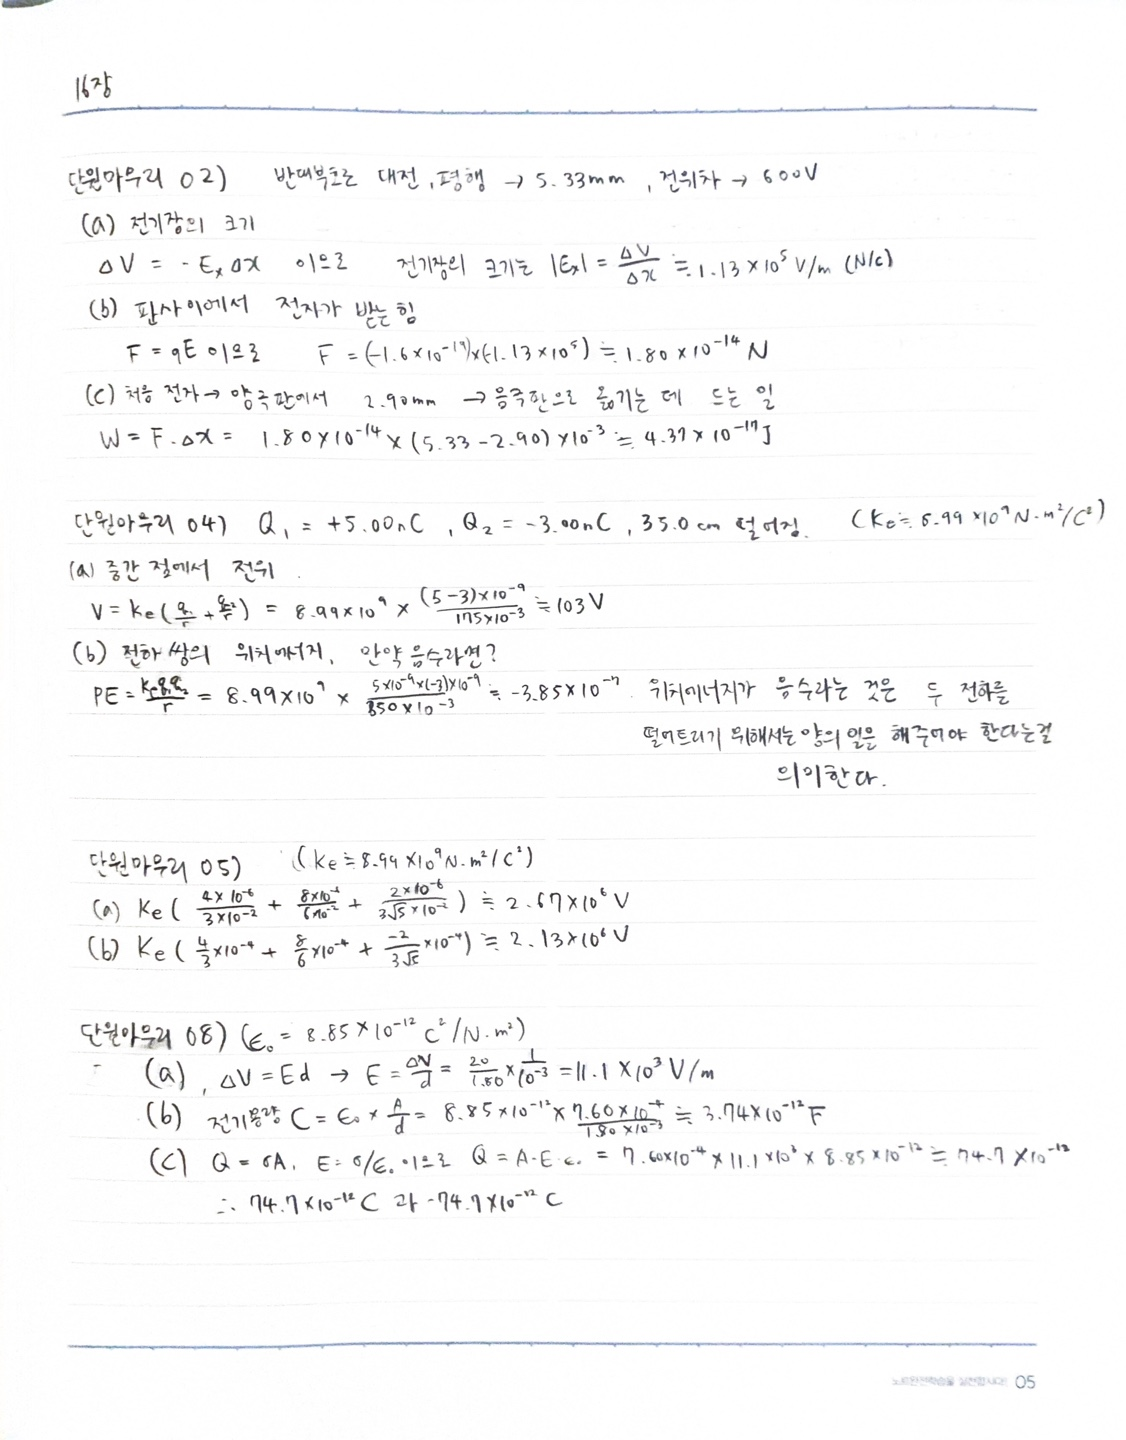 16장
단원마무리 02) 반대부호로 대전, 평행 → 5.33mm, 전위차 → 600V
(a) 전기장의 크기
ΔV = -E_x Δx 이므로 전기장의 크기는 |E_x| = ΔV/Δx ≒ 1.13×10⁵ V/m (N/C)
(b) 판사이에서 전자가 받는 힘
F = qE 이므로 F = (-1.6×10⁻¹⁹)×(-1.13×10⁵) ≒ 1.80×10⁻¹⁴ N
(c) 처음 전자 → 양극판에서 2.90mm → 음극판으로 옮기는 데 드는 일
W = F·Δx = 1.80×10⁻¹⁴ × (5.33-2.90)×10⁻³ ≒ 4.37×10⁻¹⁷ J
단원마무리 04) Q₁ = +5.00nC, Q₂ = -3.00nC, 35.0cm 떨어짐. (Ke ≒ 8.99×10⁹ N·m²/C²)
(a) 중간 점에서 전위.
V = ke(q₁/r + q₂/r) = 8.99×10⁹ × (5-3)×10⁻⁹/175×10⁻³ ≒ 103V
(b) 전하 쌍의 위치에너지, 만약 음수라면?
PE = keq₁q₂/r = 8.99×10⁹ × 5×10⁻⁹×(-3)×10⁻⁹/350×10⁻³ ≒ -3.85×10⁻⁷. 위치에너지가 음수라는 것은 두 전하를
떨어트리기 위해서는 양의 일을 해주어야 한다는걸
의미한다.
단원마무리 05) (ke ≒ 8.99×10⁹ N·m²/C²)
(a) Ke(4×10⁻⁶/3×10⁻² + 8×10⁻⁶/6×10⁻² + 2×10⁻⁶/3√5×10⁻²) ≒ 2.67×10⁶ V
(b) Ke(4/3×10⁻⁴ + 8/6×10⁻⁴ + -2/3√5×10⁻⁴) ≒ 2.13×10⁶ V
단원마무리 08) (ε₀ = 8.85×10⁻¹² C²/N·m²)
(a), ΔV = Ed → E = ΔV/d = 20/1.80 × 1/10⁻³ = 11.1×10³ V/m
(b) 전기용량 C = ε₀ × A/d = 8.85×10⁻¹² × 7.60×10⁻⁴/1.80×10⁻³ ≒ 3.74×10⁻¹² F
(c) Q = σA, E = σ/ε₀ 이므로 Q = A·E·ε₀ = 7.60×10⁻⁴ × 11.1×10³ × 8.85×10⁻¹² ≒ 74.7×10⁻¹²
∴ 74.7×10⁻¹² C 과 -74.7×10⁻¹² C
05